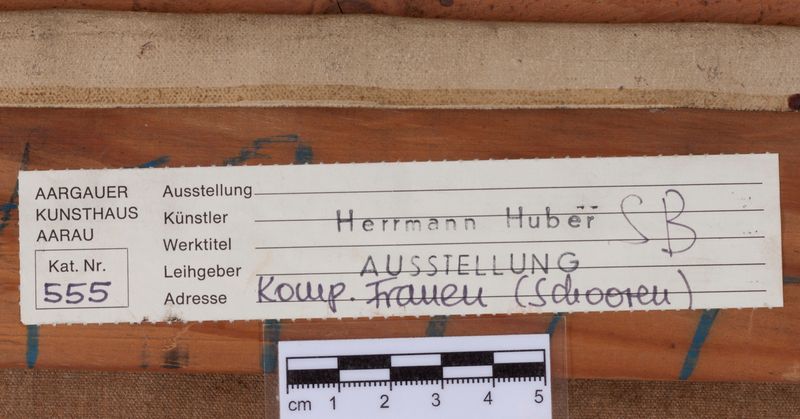 AARGAUER
KUNSTHAUS
AARAU
Kat. Nr.
555
Ausstellung
Künstler Herrmann Huber SB
Werktitel
Leihgeber AUSSTELLUNG
Adresse Komp. Frauen (Schooren)
cm 1 2 3 4 5